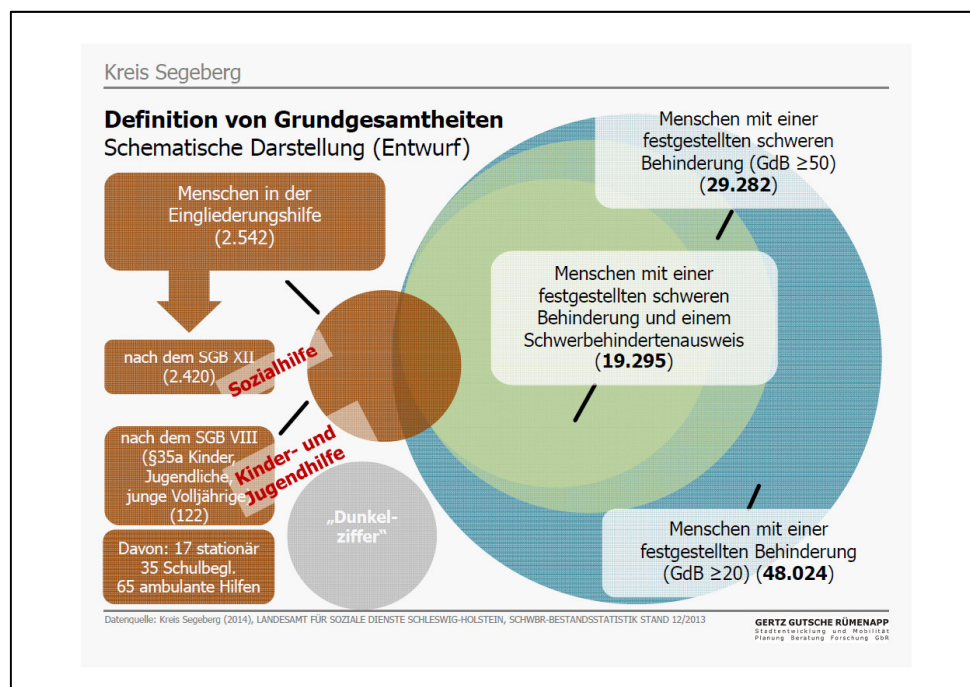 Kreis Segeberg
Definition von Grundgesamtheiten
Schematische Darstellung (Entwurf)
Menschen in der
Eingliederungshilfe
(2.542)
nach dem SGB XII
(2.420)
Sozialhilfe
nach dem SGB VIII
(§35a Kinder,
Jugendliche,
junge Volljährige)
(122)
Kinder- und
Jugendhilfe
Davon: 17 stationär
35 Schulbegl.
65 ambulante Hilfen
„Dunkel-
ziffer“
Menschen mit einer
festgestellten schweren
Behinderung (GdB ≥50)
(29.282)
Menschen mit einer
festgestellten schweren
Behinderung und einem
Schwerbehindertenausweis
(19.295)
Menschen mit einer
festgestellten Behinderung
(GdB ≥20) (48.024)
Datenquelle: Kreis Segeberg (2014), LANDESAMT FÜR SOZIALE DIENSTE SCHLESWIG-HOLSTEIN, SCHWBR-BESTANDSSTATISTIK STAND 12/2013
GERTZ GUTSCHE RÜMENAPP
Stadtentwicklung und Mobilität
Planung Beratung Forschung GbR